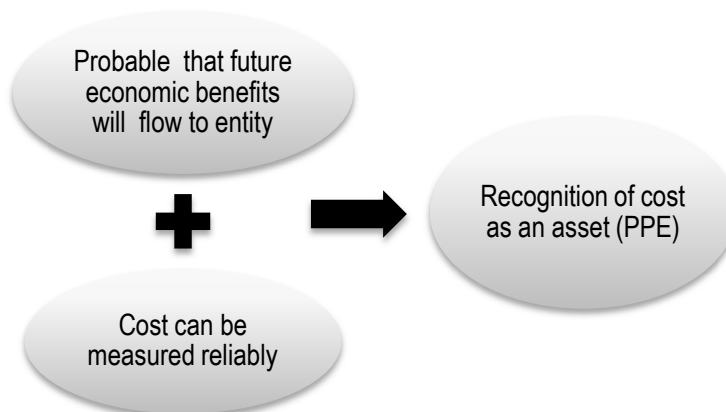 Probable that future
economic benefits
will flow to entity
Cost can be
measured reliably
Recognition of cost
as an asset (PPE)